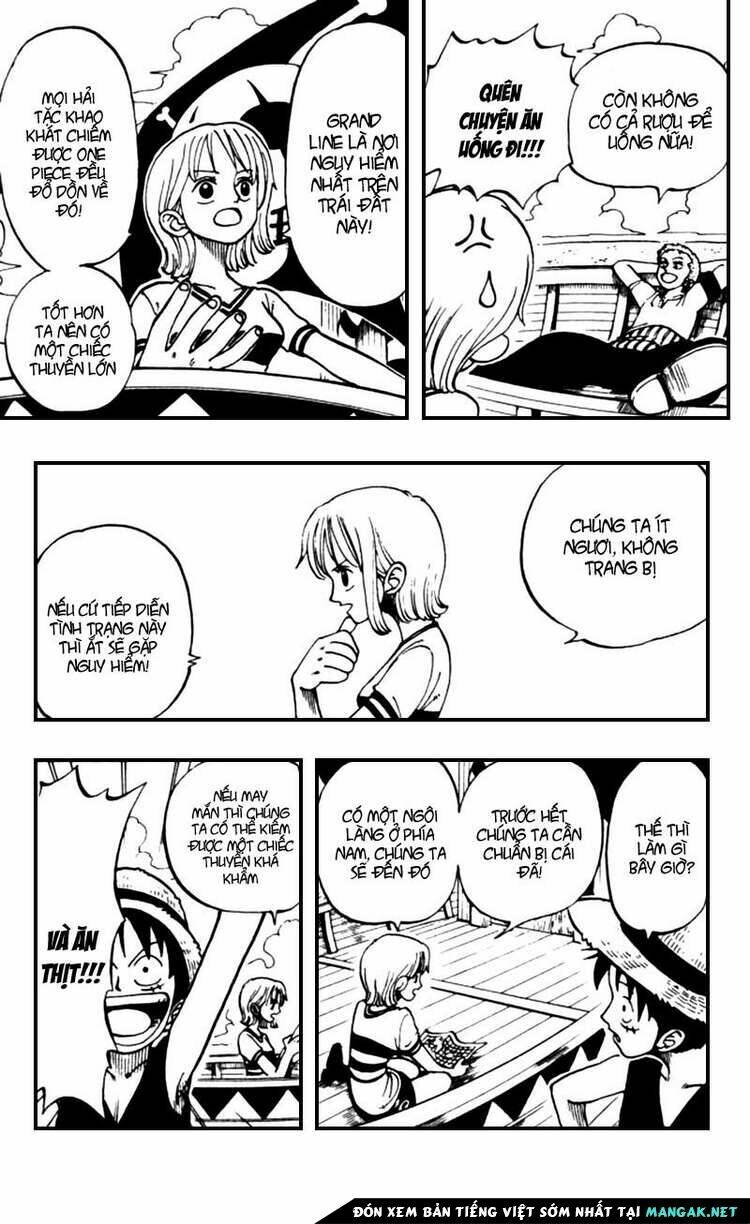 CÒN KHÔNG
CÓ CẢ RƯỢU ĐỂ
UỐNG NỮA!
QUÊN
CHUYỆN ĂN
UỐNG ĐI!!!
GRAND
LINE LÀ NƠI
NGUY HIỂM
NHẤT TRÊN
TRÁI ĐẤT
NÀY!
MỌI HẢI
TẶC KHAO
KHÁT CHIẾM
ĐƯỢC ONE
PIECE ĐỀU
ĐỔ DỒN VỀ
ĐÓ!
TỐT HƠN
TA NÊN CÓ
MỘT CHIẾC
THUYỀN LỚN
CHÚNG TA ÍT
NGƯƠI, KHÔNG
TRANG BỊ
NẾU CỨ TIẾP DIỄN
TÌNH TRẠNG NÀY
THÌ ẮT SẼ GẶP
NGUY HIỂM!
THẾ THÌ
LÀM GÌ
BÂY GIỜ?
TRƯỚC HẾT
CHÚNG TA CẦN
CHUẨN BỊ CÁI
ĐÃ!
CÓ MỘT NGÔI
LÀNG Ở PHÍA
NAM, CHÚNG TA
SẼ ĐẾN ĐÓ
NẾU MAY
MẮN THÌ CHÚNG
TA CÓ THỂ KIẾM
ĐƯỢC MỘT CHIẾC
THUYỀN KHÁ
KHẨM
VÀ ĂN
THỊT!!!
ĐÓN XEM BẢN TIẾNG VIỆT SỚM NHẤT TẠI MANGAK.NET